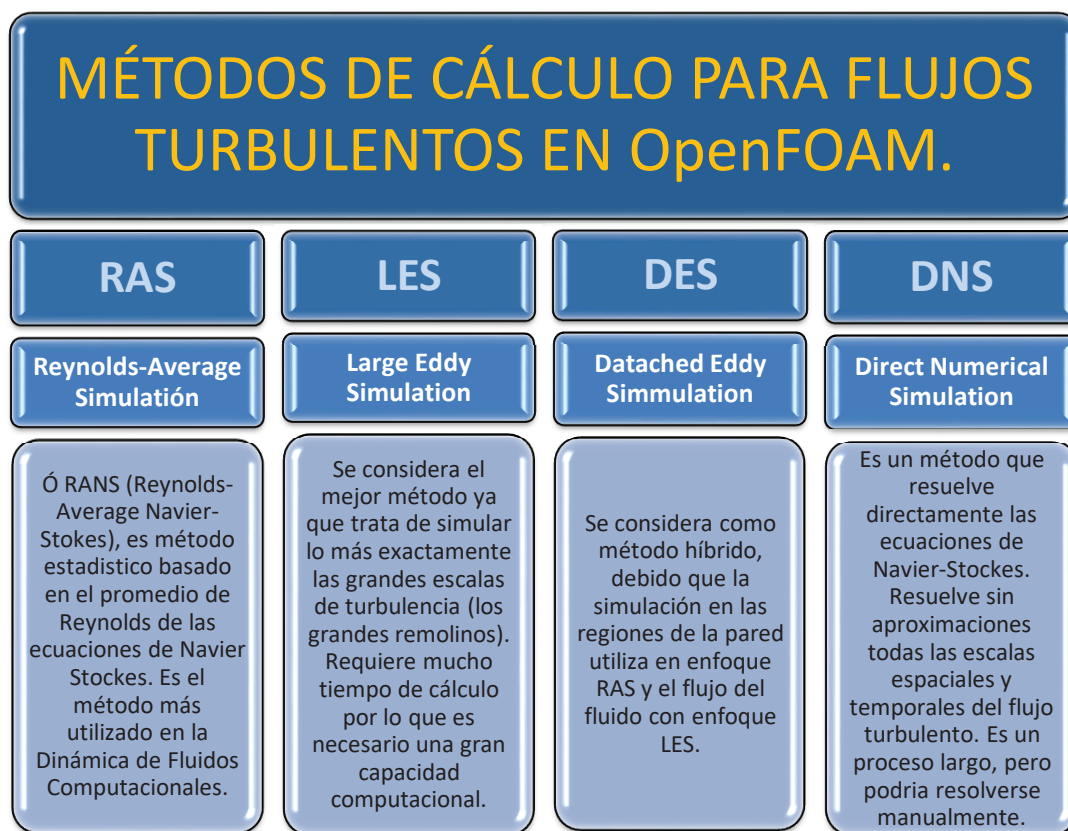 MÉTODOS DE CÁLCULO PARA FLUJOS
TURBULENTOS EN OpenFOAM.
RAS
Reynolds-Average
Simulatión
Ó RANS (Reynolds-
Average Navier-
Stokes), es método
estadistico basado
en el promedio de
Reynolds de las
ecuaciones de Navier
Stockes. Es el
método más
utilizado en la
Dinámica de Fluidos
Computacionales.
LES
Large Eddy
Simulation
Se considera el
mejor método ya
que trata de simular
lo más exactamente
las grandes escalas
de turbulencia (los
grandes remolinos).
Requiere mucho
tiempo de cálculo
por lo que es
necesario una gran
capacidad
computacional.
DES
Datached Eddy
Simmulation
Se considera como
método híbrido,
debido que la
simulación en las
regiones de la pared
utiliza en enfoque
RAS y el flujo del
fluido con enfoque
LES.
DNS
Direct Numerical
Simulation
Es un método que
resuelve
directamente las
ecuaciones de
Navier-Stockes.
Resuelve sin
aproximaciones
todas las escalas
espaciales y
temporales del flujo
turbulento. Es un
proceso largo, pero
podria resolverse
manualmente.